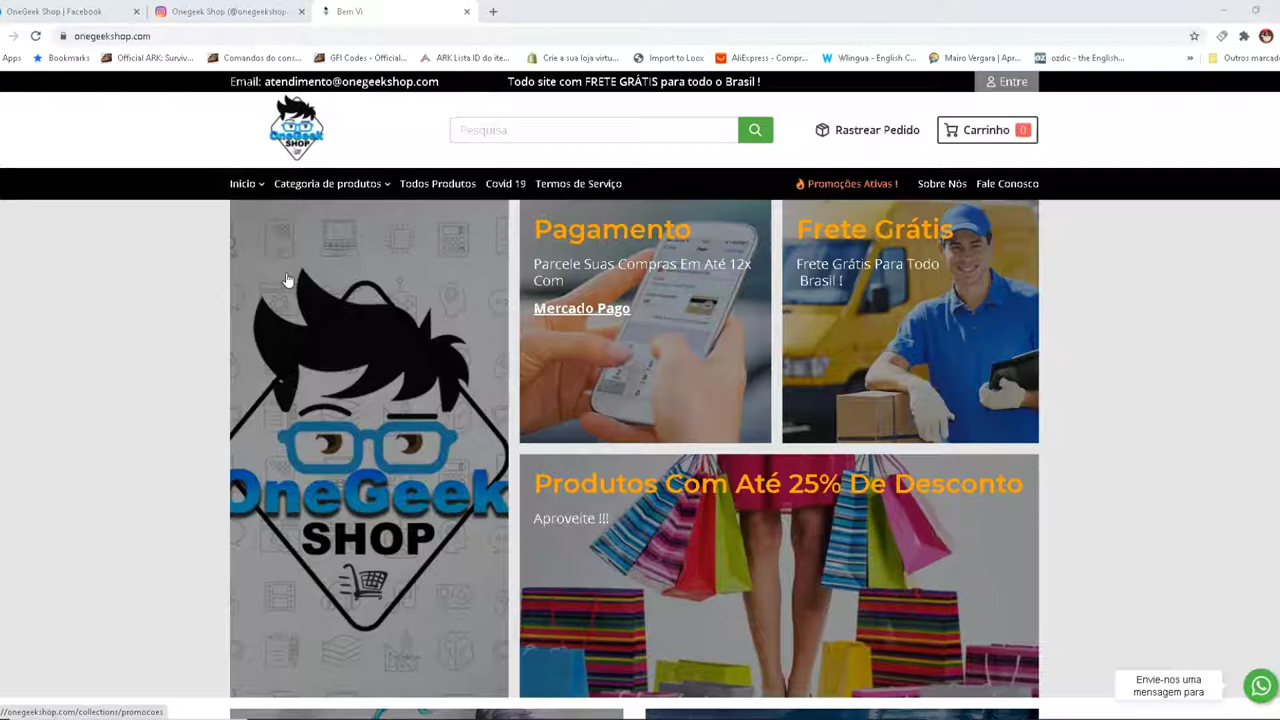 OneGeek Shop | Facebook
OneGeek Shop (@onegeekshop...
Bem Vi
onegeekshop.com
Apps
Bookmarks
Official ARK: Surviv...
Comandos do cons...
GFI Codes - Official...
ARK Lista ID do ite...
Crie a sua loja virtu...
Import to Loox
AliExpress - Compr...
Wlingua - English C...
Mairo Vergara | Apr...
ozdic - the English...
»
Outros marcad
Email: atendimento@onegeekshop.com
Todo site com FRETE GRÁTIS para todo o Brasil !
Entre
OneGeek
SHOP
Pesquisa
Rastrear Pedido
Carrinho 0
Inicio
Categoria de produtos
Todos Produtos
Covid 19
Termos de Serviço
Promoções Ativas !
Sobre Nós
Fale Conosco
OneGeek
SHOP
Pagamento
Parcele Suas Compras Em Até 12x
Com
Mercado Pago
Frete Grátis
Frete Grátis Para Todo
Brasil !
Produtos Com Até 25% De Desconto
Aproveite !!!
Envie-nos uma
mensagem para
//onegeekshop.com/collections/promocoes